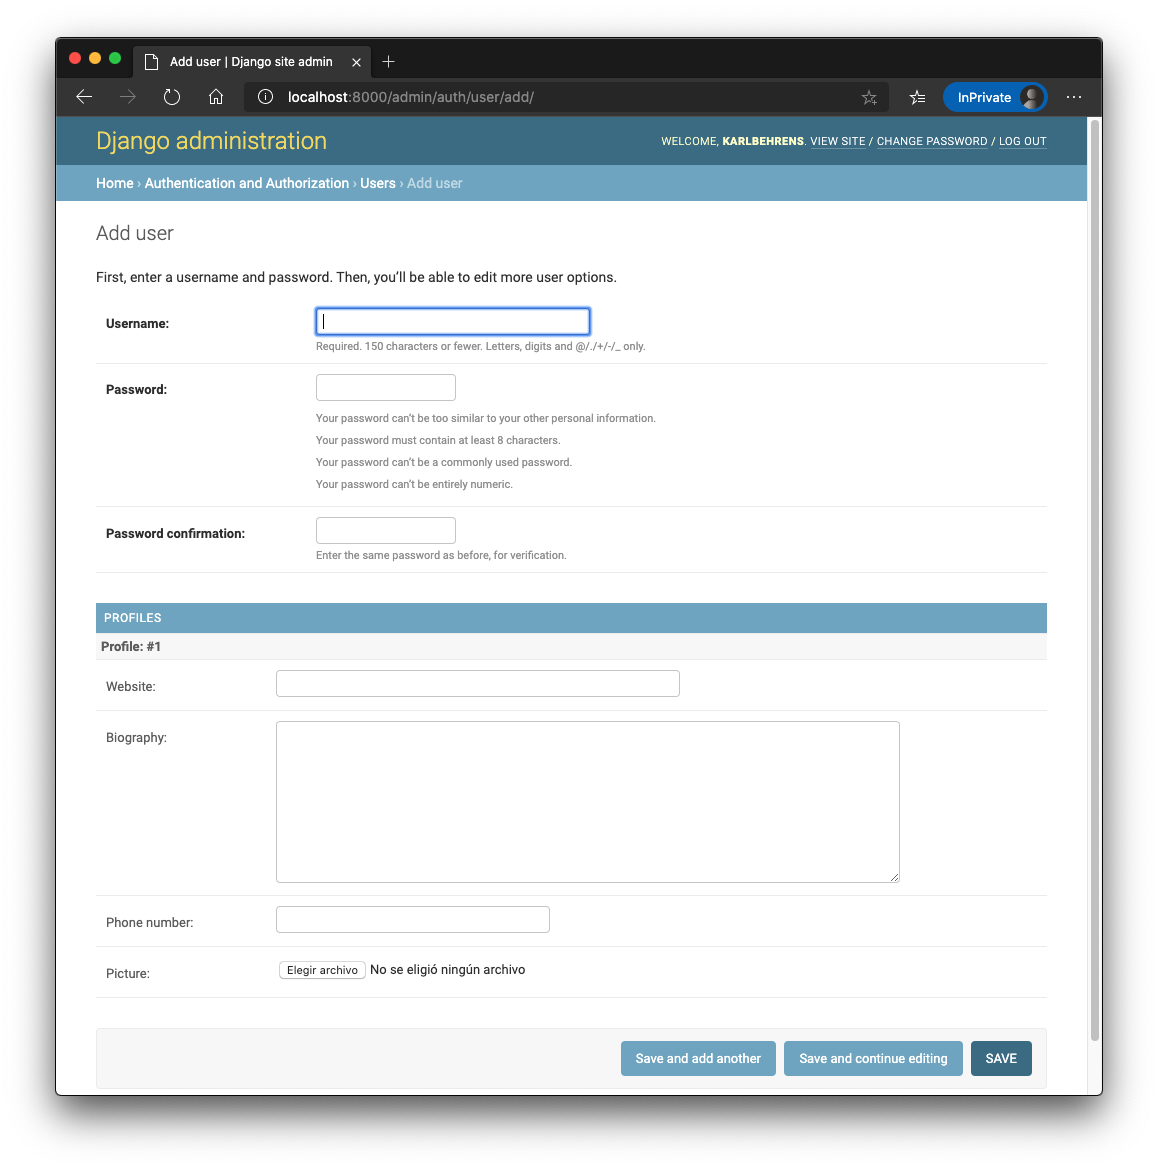 Add user | Django site admin
localhost:8000/admin/auth/user/add/
InPrivate
Django administration
WELCOME, KARLBEHRENS. VIEW SITE / CHANGE PASSWORD / LOG OUT
Home › Authentication and Authorization › Users › Add user
Add user
First, enter a username and password. Then, you’ll be able to edit more user options.
Username:
Required. 150 characters or fewer. Letters, digits and @/./+/-/_ only.
Password:
Your password can’t be too similar to your other personal information.
Your password must contain at least 8 characters.
Your password can’t be a commonly used password.
Your password can’t be entirely numeric.
Password confirmation:
Enter the same password as before, for verification.
PROFILES
Profile: #1
Website:
Biography:
Phone number:
Picture:
Elegir archivo No se eligió ningún archivo
Save and add another
Save and continue editing
SAVE